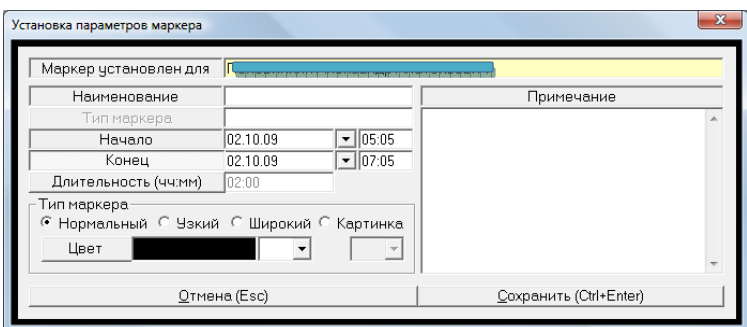 Установка параметров маркера
Маркер установлен для
Наименование
Примечание
Тип маркера
Начало 02.10.09 05:05
Конец 02.10.09 07:05
Длительность (чч:мм) 02:00
Тип маркера
Нормальный Узкий Широкий Картинка
Цвет
Отмена (Esc) Сохранить (Ctrl+Enter)